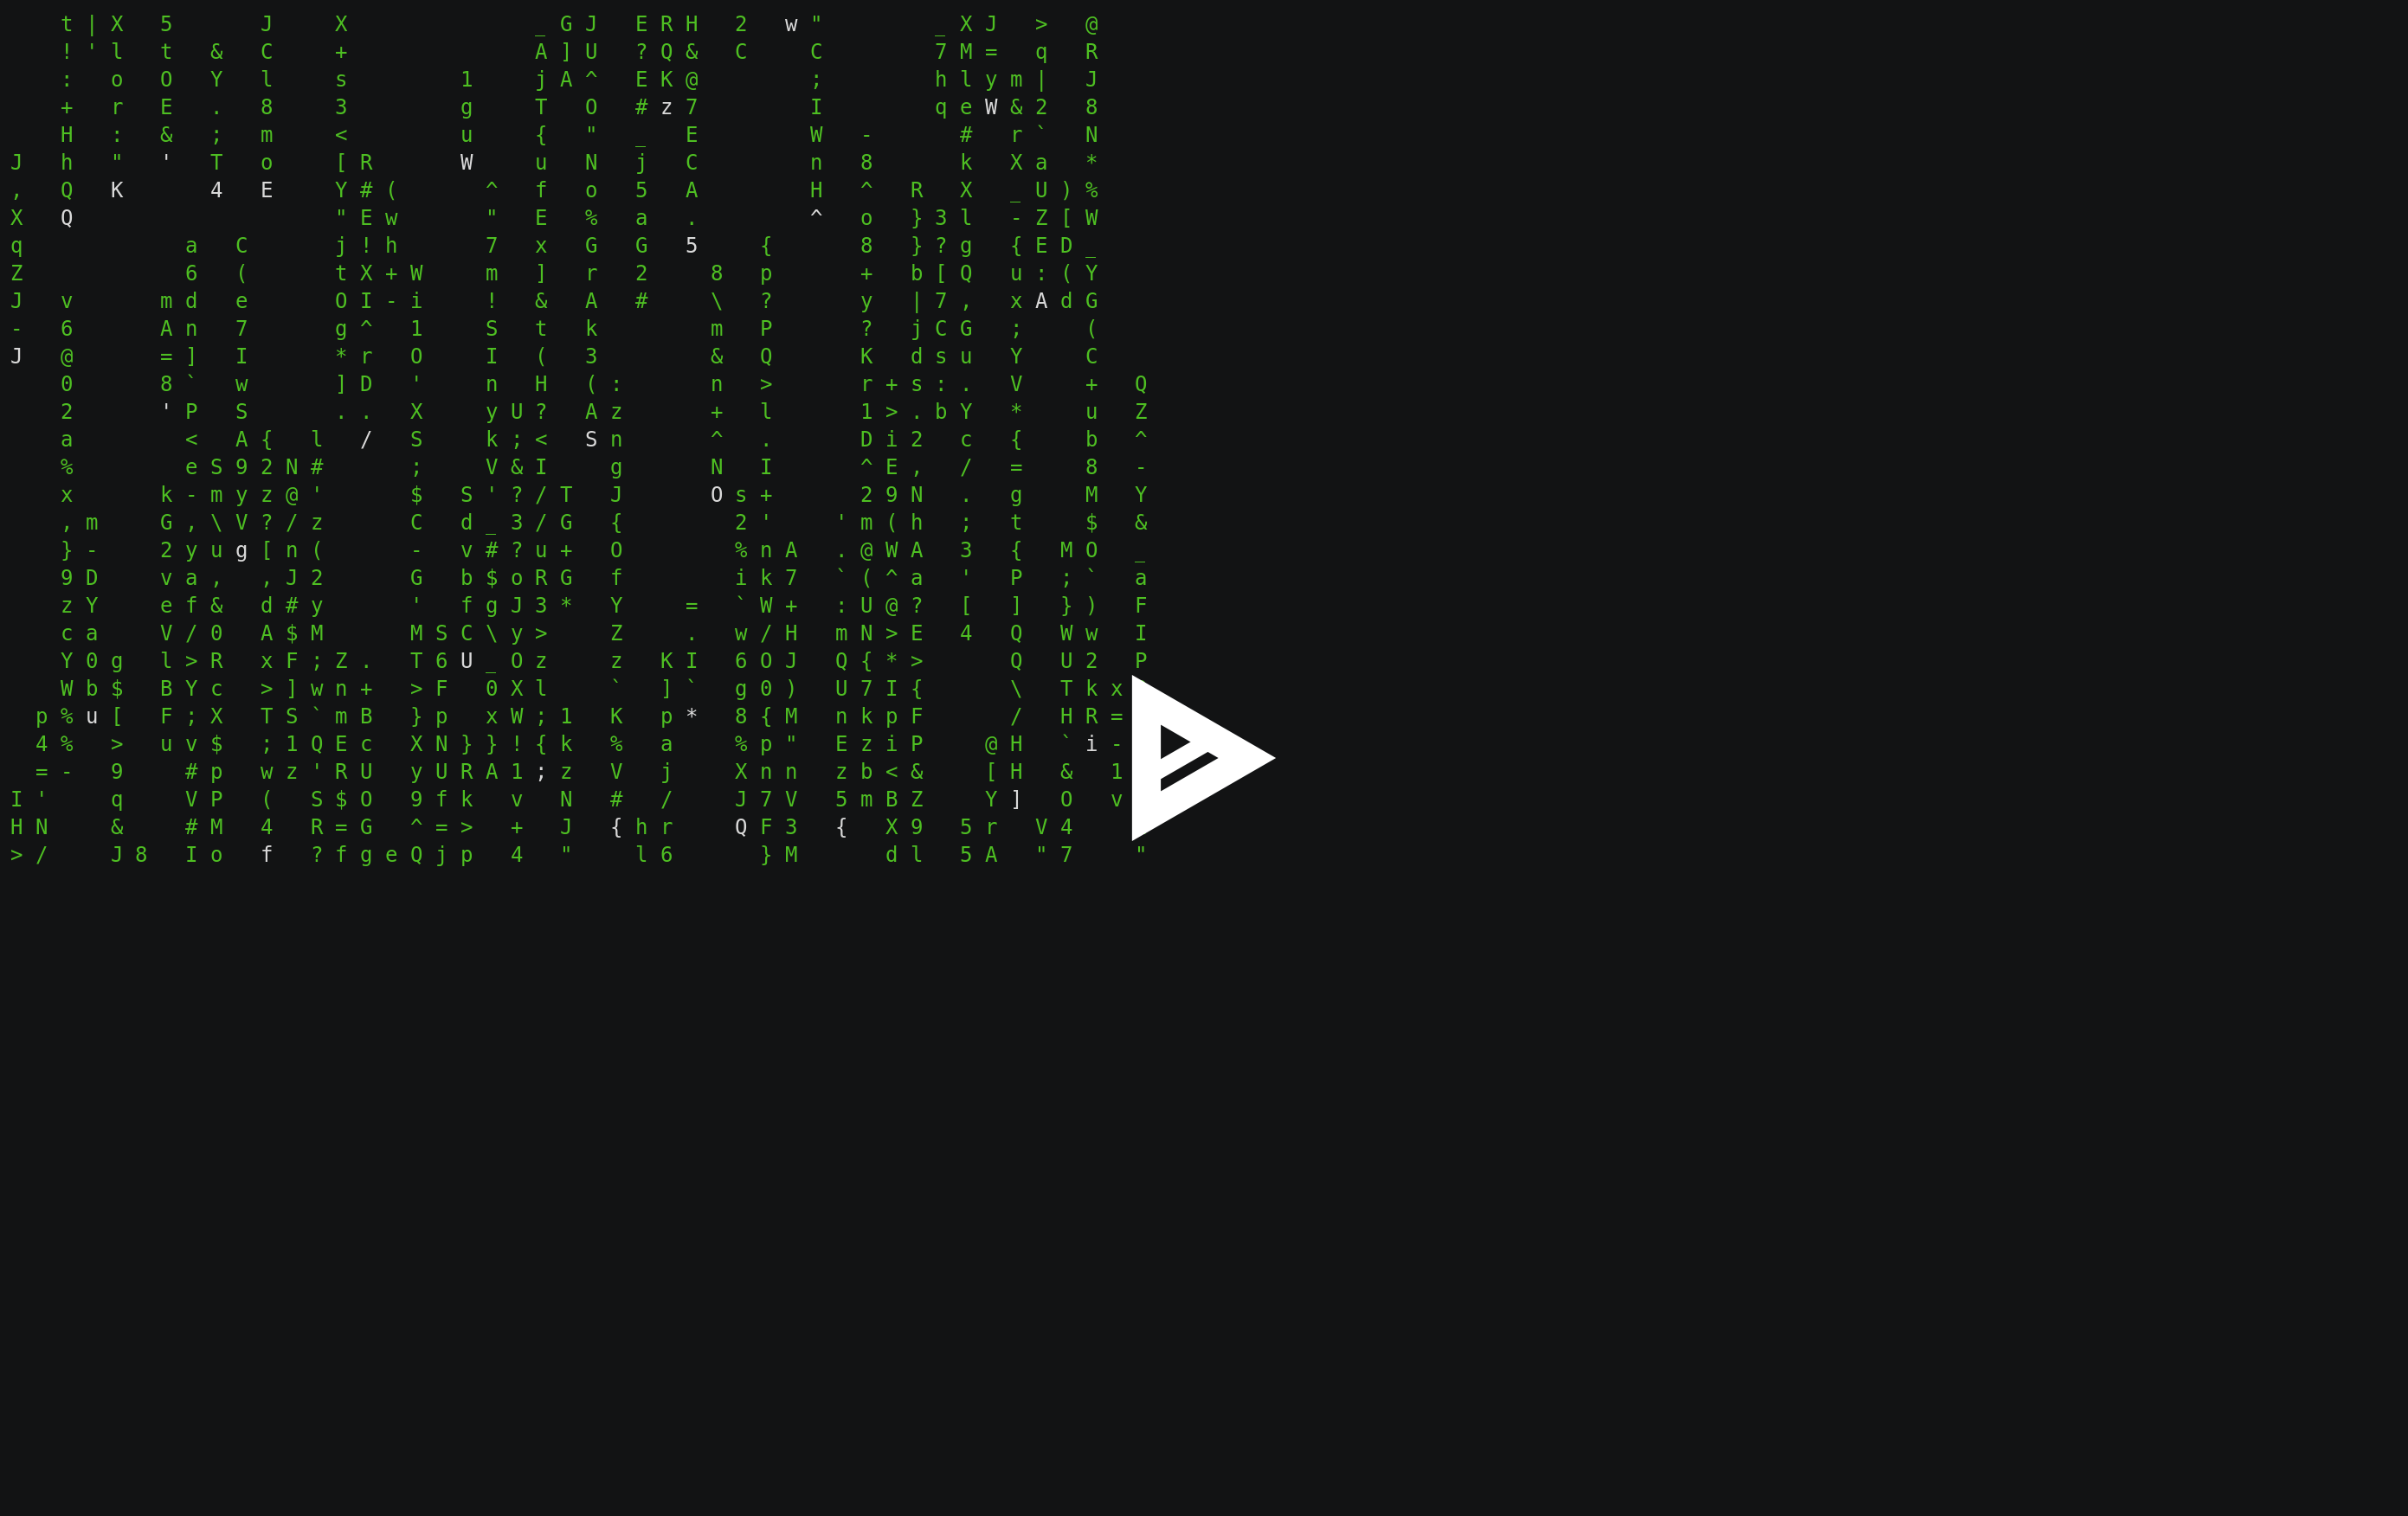 t | X 5 J X _ G J E R H 2 w " _ X J > @
! ' l t & C + A ] U ? Q & C C 7 M = q R
: o O Y l s 1 j A ^ E K @ ; h l y m | J
+ r E . 8 3 g T O # z 7 I q e W & 2 8
H : & ; m < u { " _ E W - # r ` N
J h " ' T o [ R W u N j C n 8 k X a *
, Q K 4 E Y # ( ^ f o 5 A H ^ R X _ U ) %
X Q " E w " E % a . ^ o } 3 l - Z [ W
q a C j ! h 7 x G G 5 { 8 } ? g { E D _
Z 6 ( t X + W m ] r 2 8 p + b [ Q u : ( Y
J v m d e O I - i ! & A # \ ? y | 7 , x A d G
- 6 A n 7 g ^ 1 S t k m P ? j C G ; (
J @ = ] I * r O I ( 3 & Q K d s u Y C
0 8 ` w ] D ' n H ( : n > r + s : . V + Q
2 ' P S . . X y U ? A z + l 1 > . b Y * u Z
a < A { l / S k ; < S n ^ . D i 2 c { b ^
% e S 9 2 N # ; V & I g N I ^ E , / = 8 -
x k - m y z @ ' $ S ' ? / T J O s + 2 9 N . g M Y
, m G , \ V ? / z C d _ 3 / G { 2 ' ' m ( h ; t $ &
} - 2 y u g [ n ( - v # ? u + O % n A . @ W A 3 { M O _
9 D v a , , J 2 G b $ o R G f i k 7 ` ( ^ a ' P ; ` a
z Y e f & d # y ' f g J 3 * Y = ` W + : U @ ? [ ] } ) F
c a V / 0 A $ M M S C \ y > Z . w / H m N > E 4 Q W w I
Y 0 g l > R x F ; Z . T 6 U _ O z z K I 6 O J Q { * > Q U 2 P
W b $ B Y c > ] w n + > F 0 X l ` ] ` g 0 ) U 7 I { \ T k x
p % u [ F ; X T S ` m B } p x W ; 1 K p * 8 { M n k p F / H R =
4 % > u v $ ; 1 Q E c X N } } ! { k % a % p " E z i P @ H ` i -
= - 9 # p w z ' R U y U R A 1 ; z V j X n n z b < & [ H & 1
I ' q V P ( S $ O 9 f k v N # / J 7 V 5 m B Z Y ] O v
H N & # M 4 R = G ^ = > + J { h r Q F 3 { X 9 5 r V 4
> / J 8 I o f ? f g e Q j p 4 " l 6 } M d l 5 A " 7 "